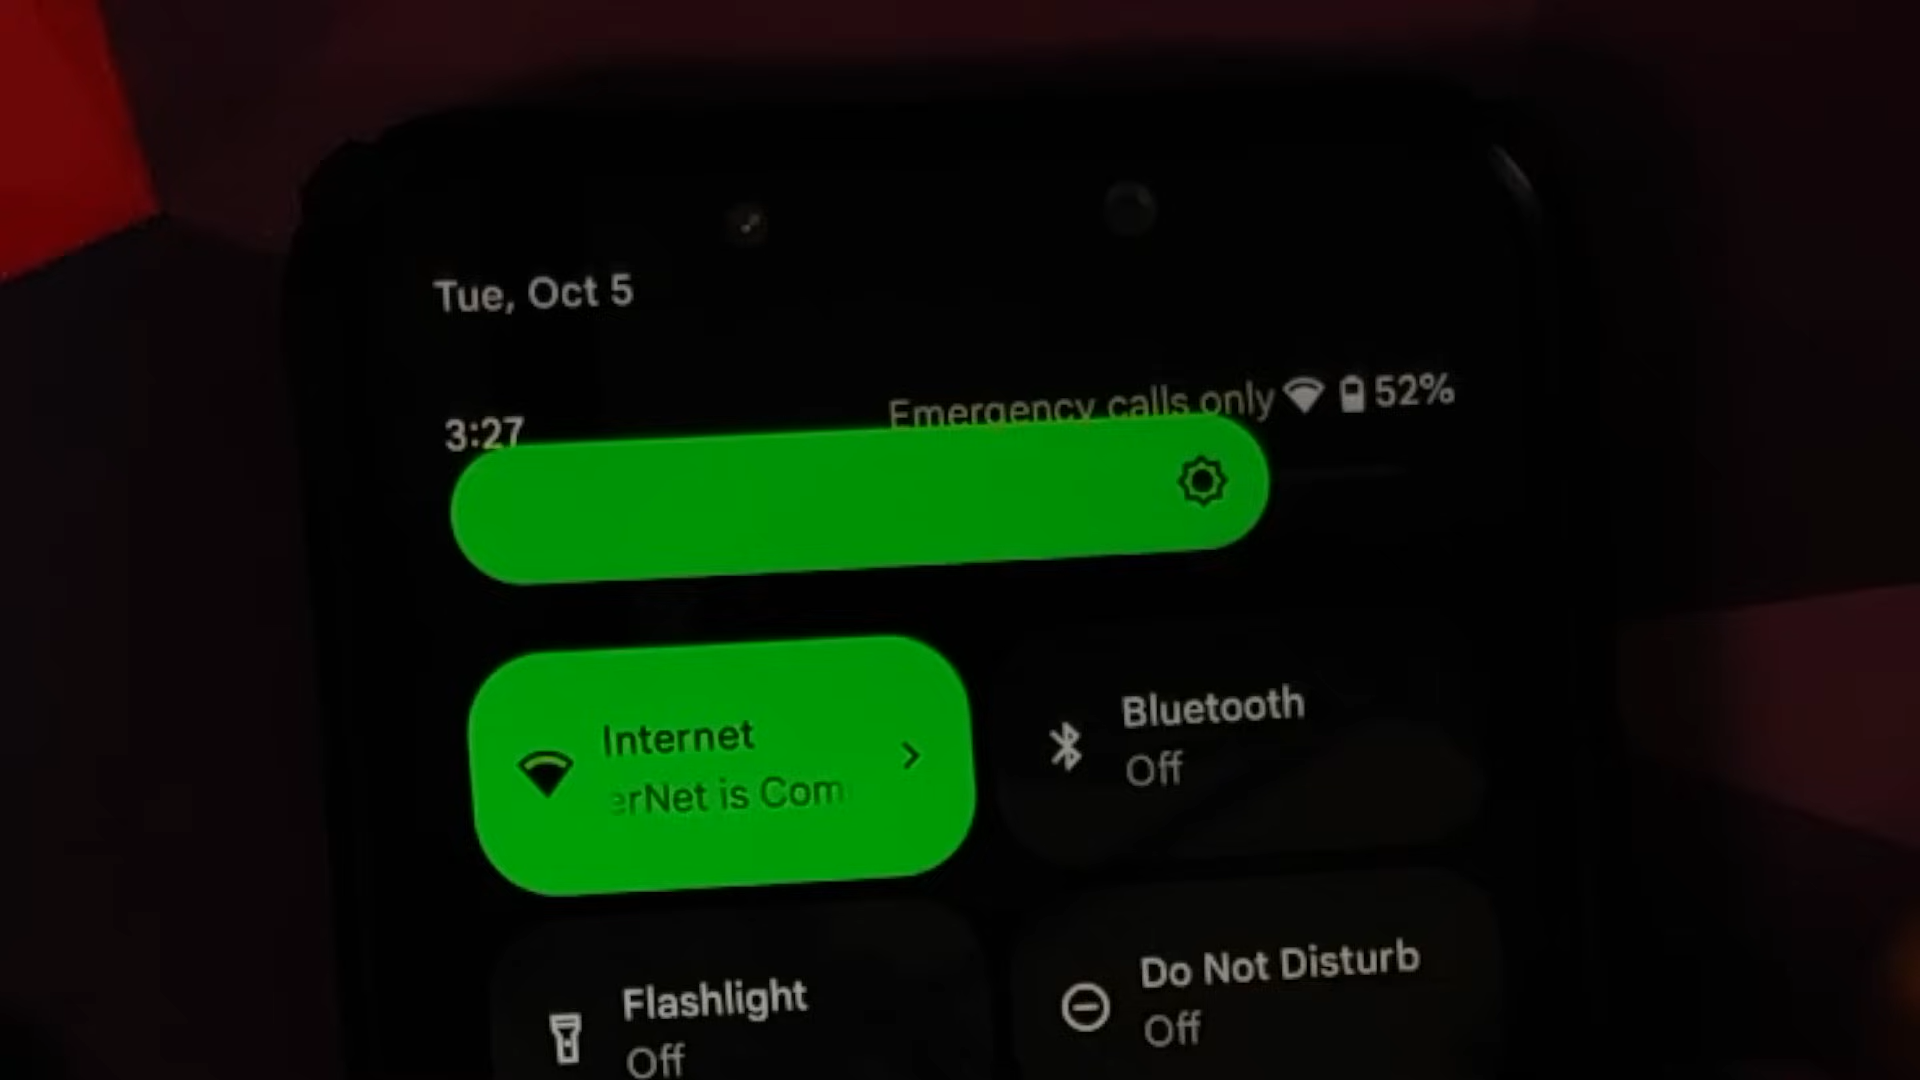 Tue, Oct 5
3:27
Emergency calls only 52%
Internet
erNet is Com
Bluetooth
Off
Flashlight
Off
Do Not Disturb
Off